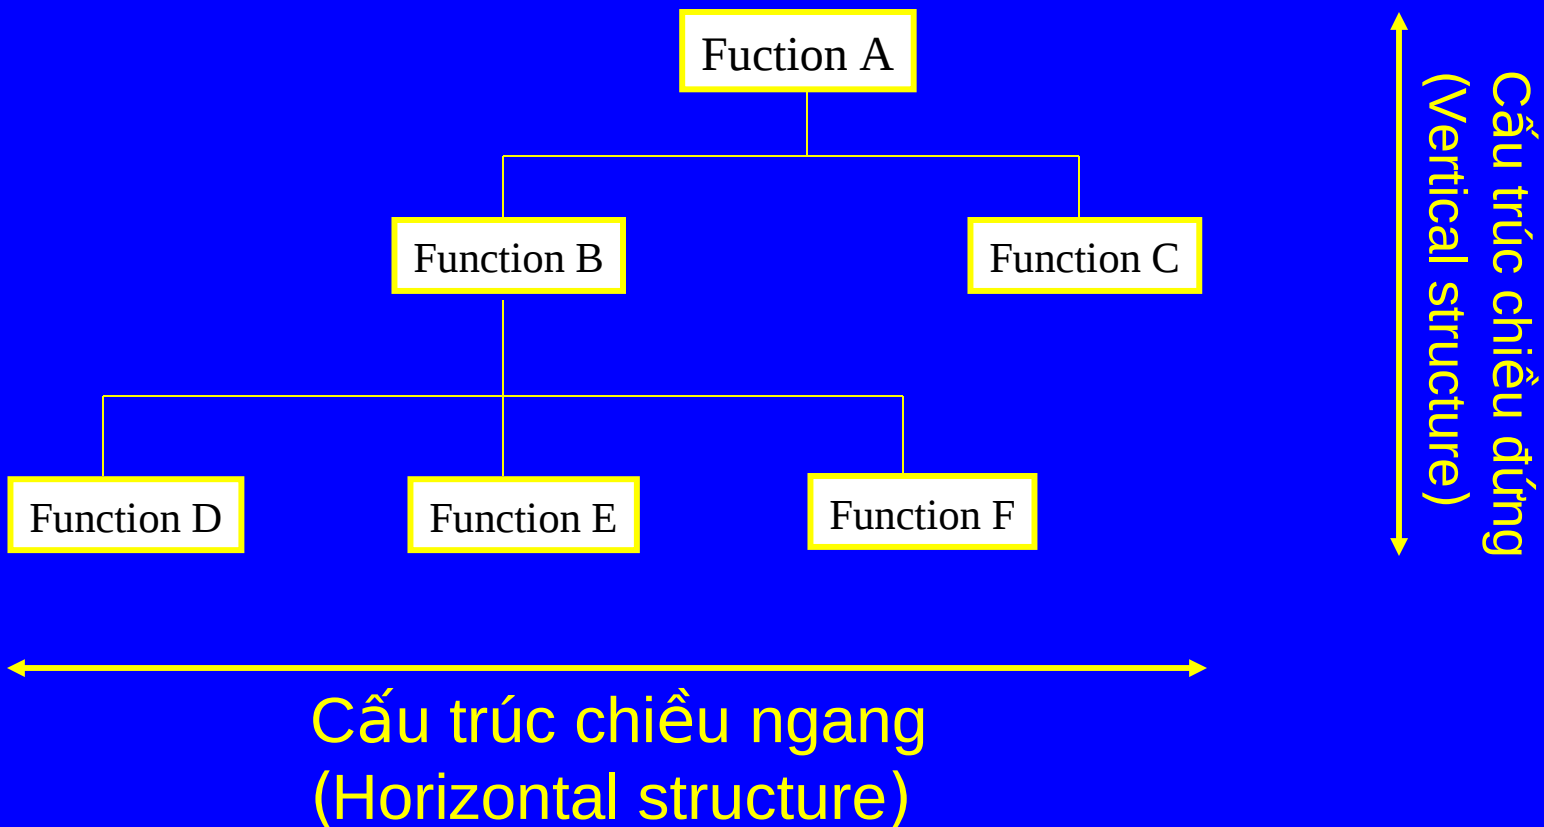 Fuction A
Function B
Function C
Function D
Function E
Function F
Cấu trúc chiều đứng
(Vertical structure)
Cấu trúc chiều ngang
(Horizontal structure)